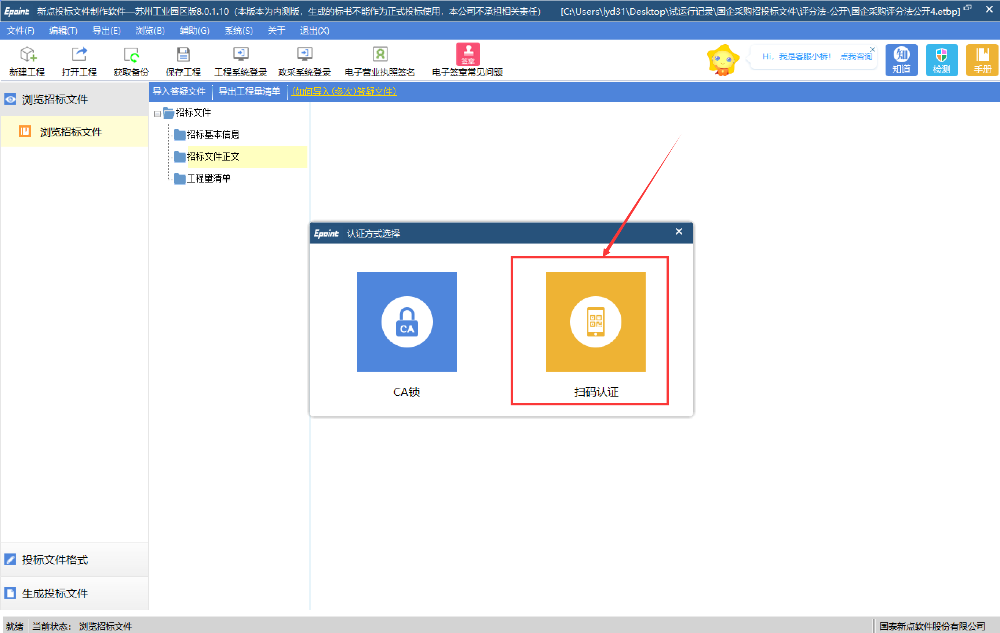 Epoint 新点投标文件制作软件—苏州工业园区版8.0.1.10（本版本为内测版，生成的标书不能作为正式投标使用，本公司不承担相关责任） [C:\Users\lyd31\Desktop\试运行记录\国企采购招投标文件\评分法-公开\国企采购评分法公开4.etbp]
文件(F) 编辑(T) 导出(E) 浏览(B) 辅助(G) 系统(S) 关于 退出(X)
签章
Hi，我是客服小桥！ 点我咨询
知
新建工程 打开工程 获取备份 保存工程 工程系统登录 政采系统登录 电子营业执照签名 电子签章常见问题 知道 检测 手册
导入答疑文件 导出工程量清单 (如何导入(多次)答疑文件)
浏览招标文件
浏览招标文件
招标文件
招标基本信息
招标文件正文
工程量清单
Epoint 认证方式选择
CA
CA锁
扫码认证
投标文件格式
生成投标文件
就绪 当前状态： 浏览招标文件 国泰新点软件股份有限公司